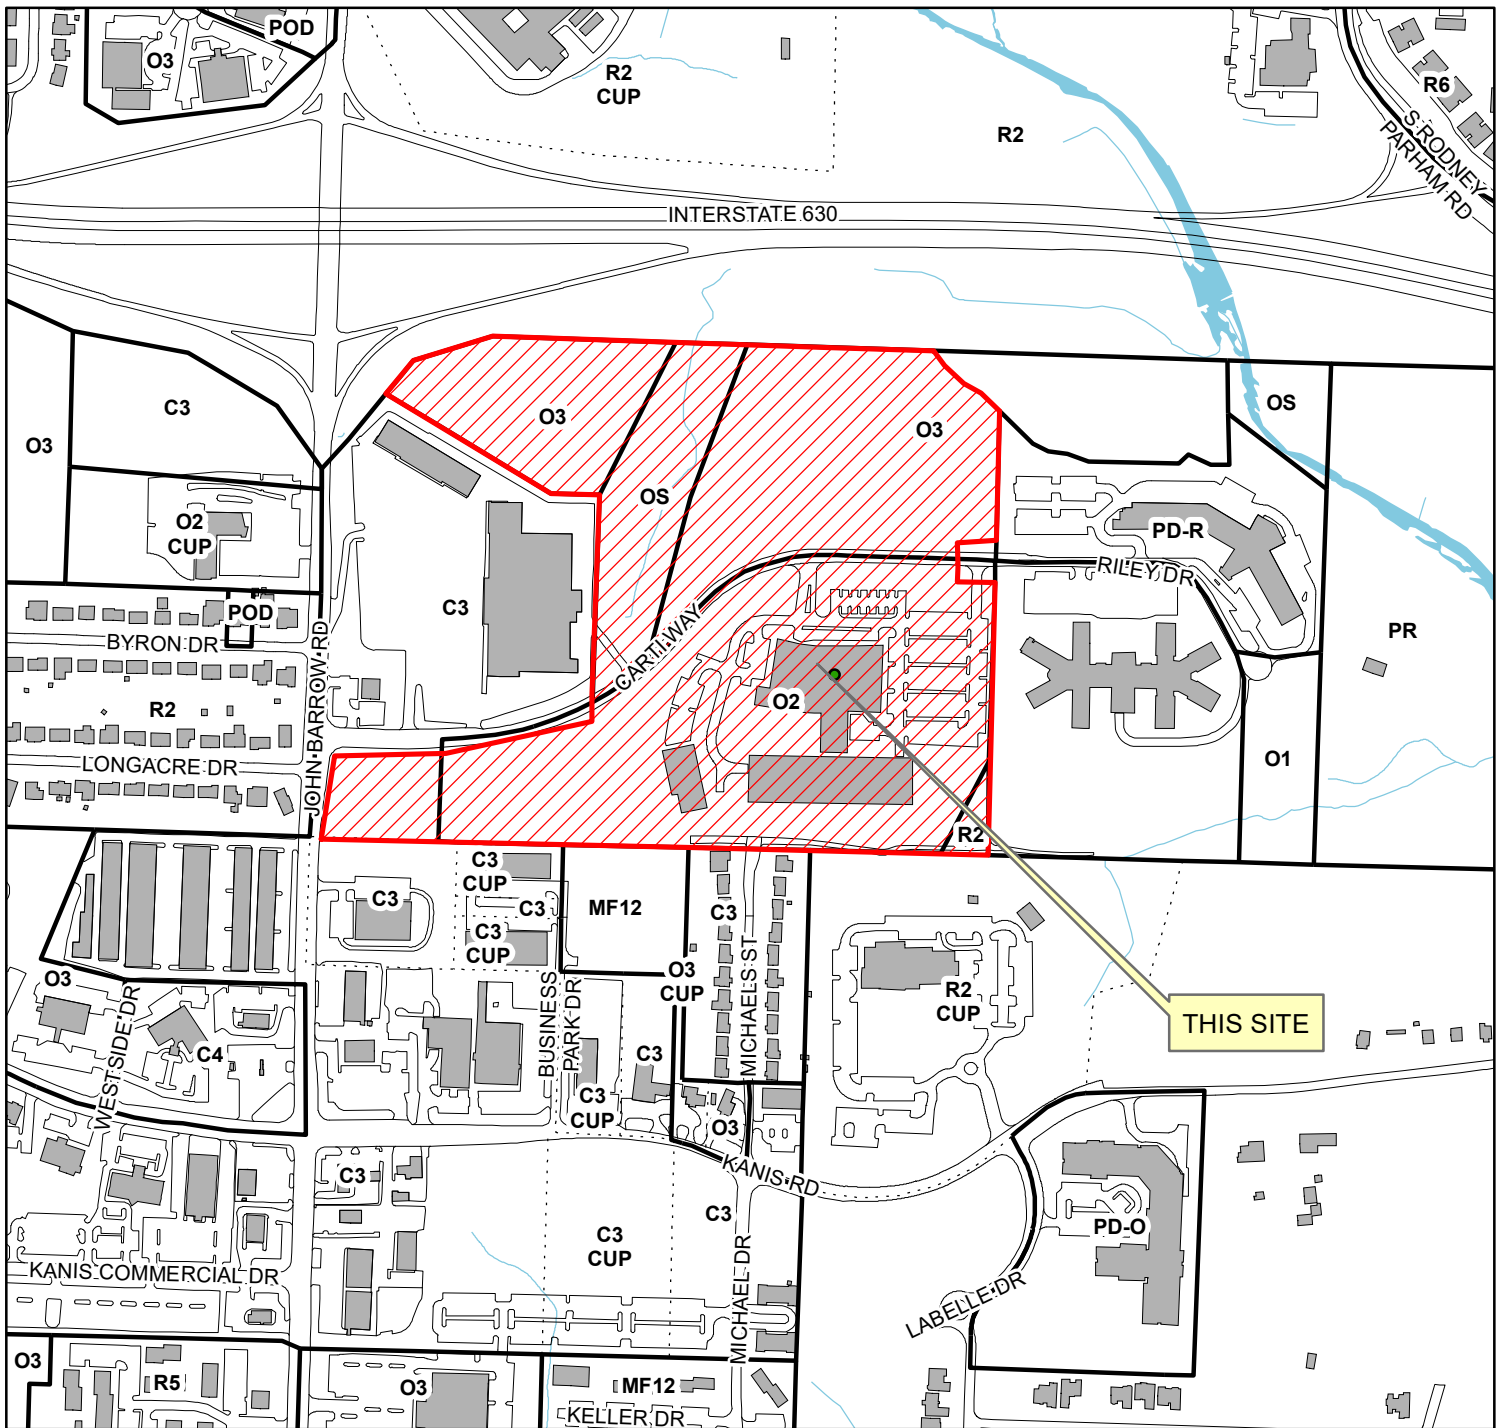 POD
O3
R2
CUP
R2
R6
S RODNEY
PARHAM RD
INTERSTATE 630
C3
O3
O3
O3
OS
OS
O2
CUP
PD-R
RILEY DR
C3
POD
BYRON DR
CARTI WAY
PR
JOHN BARROW RD
R2
O2
O1
LONGACRE DR
R2
C3
CUP
C3
C3
MF12
C3
C3
CUP
O3
CUP
MICHAELS ST
R2
CUP
THIS SITE
O3
WESTSIDE DR
C4
BUSINESS
PARK DR
C3
C3
CUP
O3
KANIS RD
C3
C3
C3
CUP
PD-O
KANIS COMMERCIAL DR
MICHAEL DR
LABELLE DR
O3
R5
O3
MF12
KELLER DR